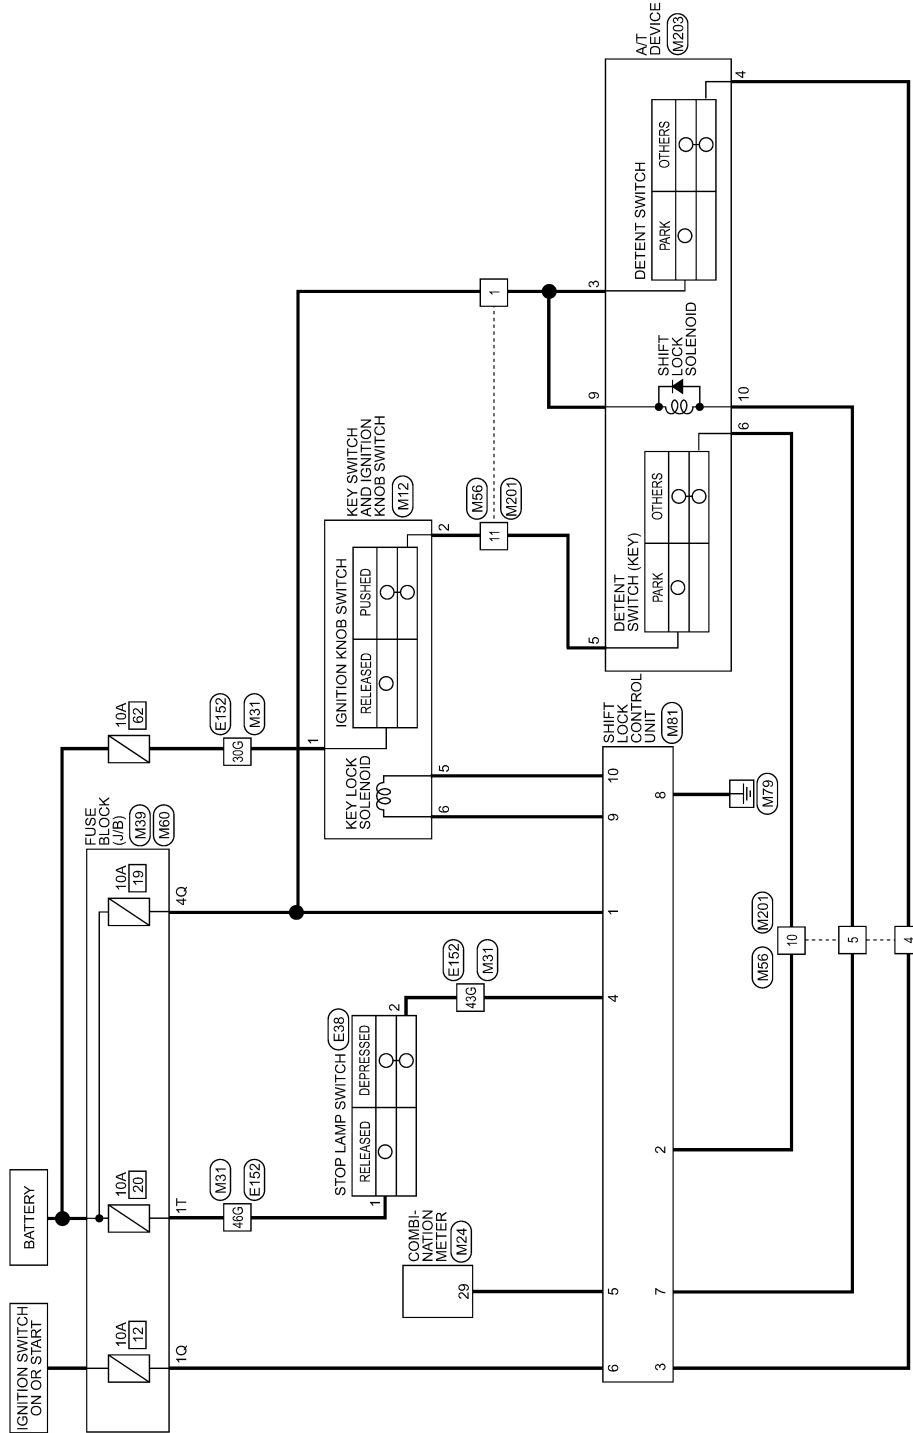 IGNITION SWITCH
ON OR START
BATTERY
FUSE
BLOCK
(J/B)
M39
M60
10A
12
1Q
10A
20
1T
10A
19
4Q
10A
62
M31
E152
46G
E152
M31
30G
STOP LAMP SWITCH
E38
RELEASED
DEPRESSED
1
2
E152
M31
43G
COMBI-
NATION
METER
M24
29
KEY SWITCH
AND IGNITION
KNOB SWITCH
M12
KEY LOCK
SOLENOID
IGNITION KNOB SWITCH
RELEASED
PUSHED
1
2
5
6
M56
M201
11
1
SHIFT
LOCK
CONTROL
UNIT
M81
6
5
4
1
9
10
3
7
2
8
M79
A/T
DEVICE
M203
DETENT
SWITCH (KEY)
PARK
OTHERS
SHIFT
LOCK
SOLENOID
DETENT SWITCH
PARK
OTHERS
5
9
3
6
10
4
M56
M201
10
5
4